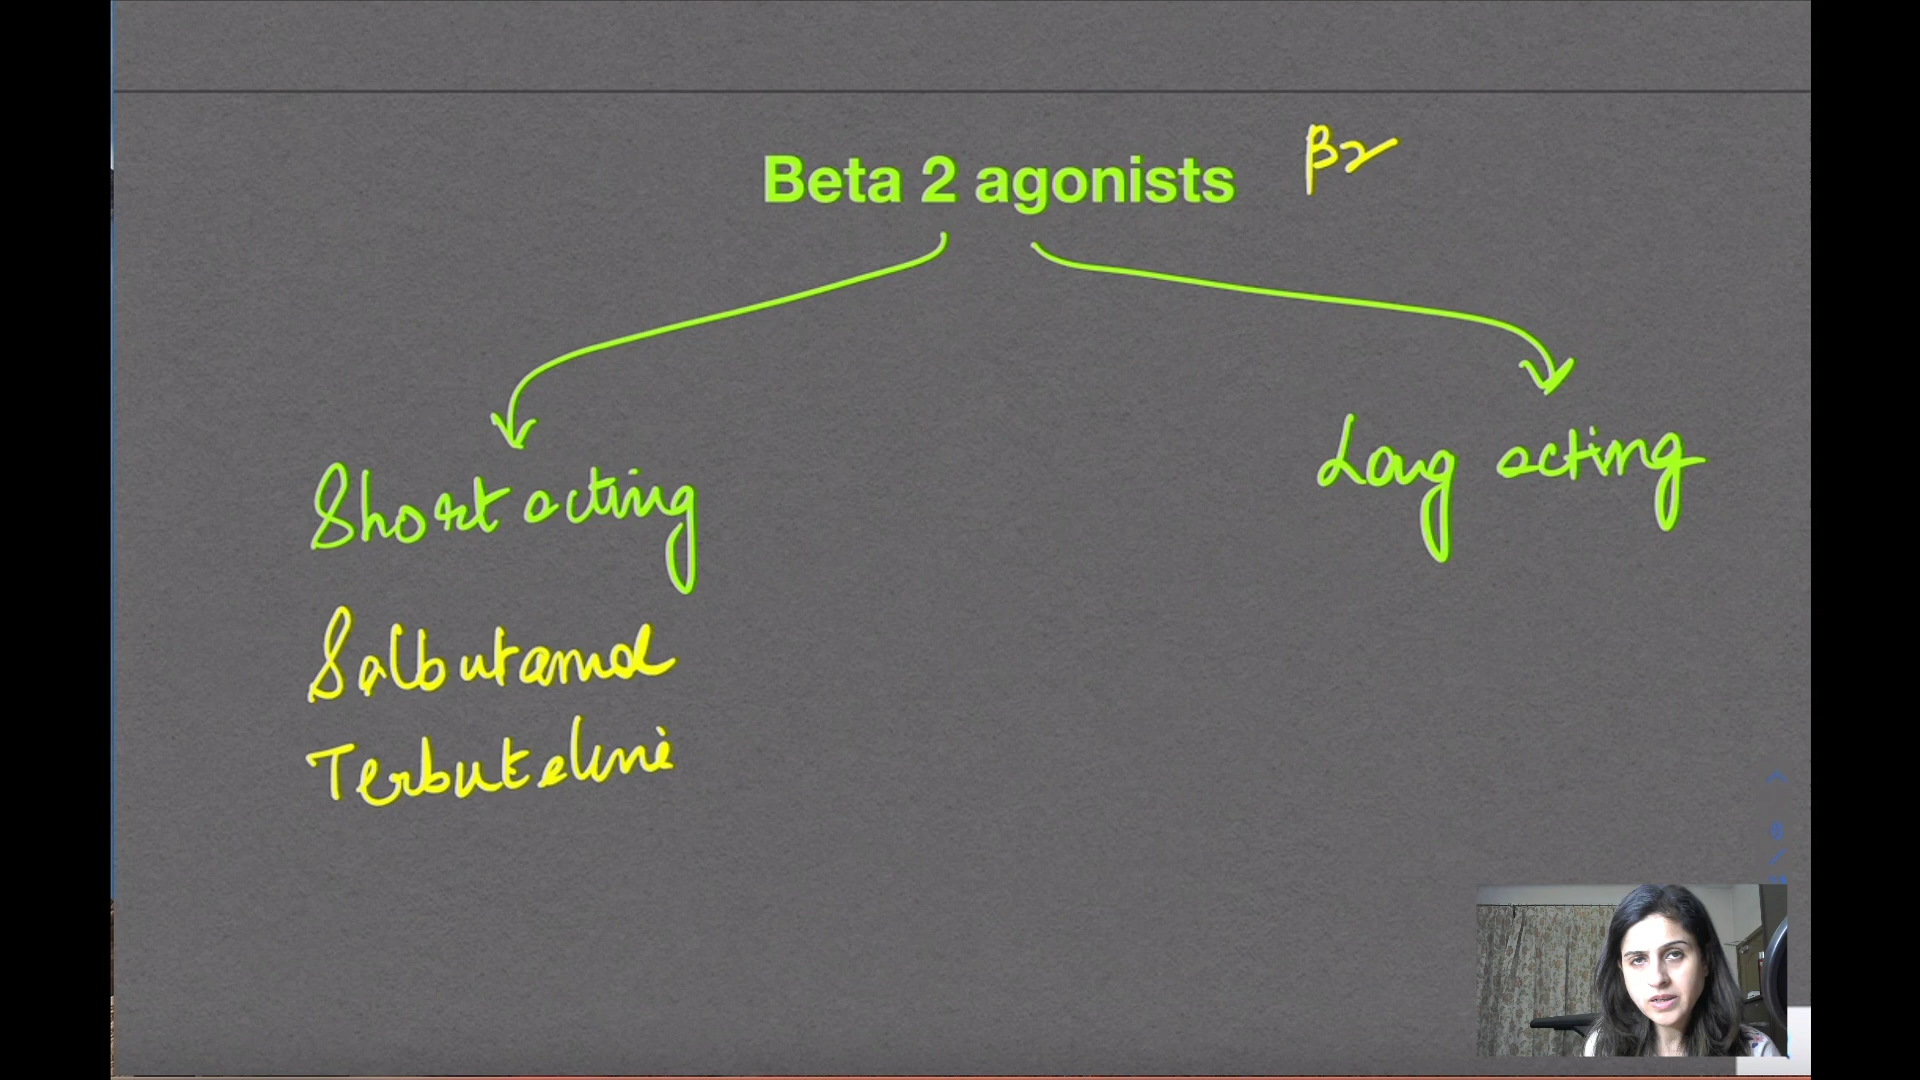 Beta 2 agonists β2
Short acting
Long acting
Salbutamol
Terbutaline